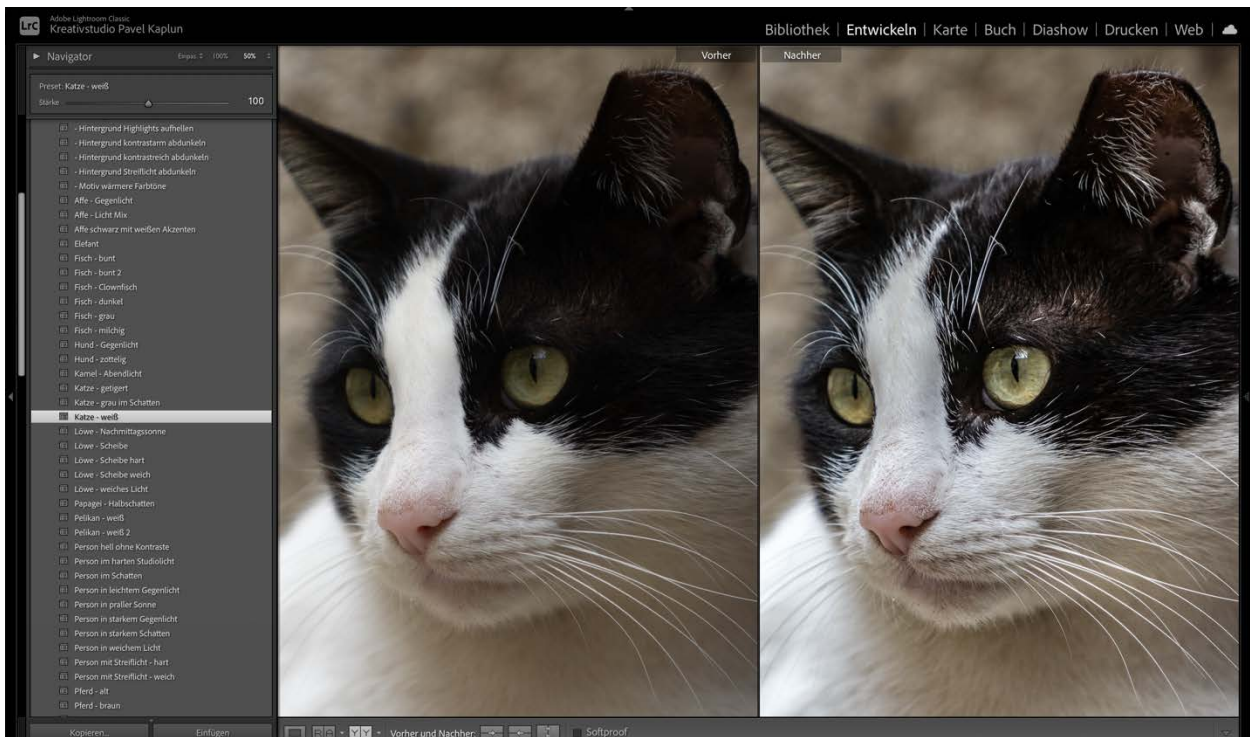 LrC
Adobe Lightroom Classic
Kreativstudio Pavel Kaplun
Bibliothek | Entwickeln | Karte | Buch | Diashow | Drucken | Web |
Navigator
100%
50%
Preset: Katze - weiß
Stärke
100
- Hintergrund Highlights aufhellen
- Hintergrund kontrastarm abdunkeln
- Hintergrund kontrastreich abdunkeln
- Hintergrund Streiflicht abdunkeln
- Motiv wärmere Farbtöne
Affe - Gegenlicht
Affe - Licht Mix
Affe schwarz mit weißen Akzenten
Elefant
Fisch - bunt
Fisch - bunt 2
Fisch - Clownfisch
Fisch - dunkel
Fisch - grau
Fisch - milchig
Hund - Gegenlicht
Hund - zottelig
Kamel - Abendlicht
Katze - getigert
Katze - grau im Schatten
Katze - weiß
Löwe - Nachmittagssonne
Löwe - Scheibe
Löwe - Scheibe hart
Löwe - Scheibe weich
Löwe - weiches Licht
Papagei - Halbschatten
Pelikan - weiß
Pelikan - weiß 2
Person hell ohne Kontraste
Person im harten Studiolicht
Person im Schatten
Person in leichtem Gegenlicht
Person in praller Sonne
Person in starkem Gegenlicht
Person in starkem Schatten
Person in weichem Licht
Person mit Streiflicht - hart
Person mit Streiflicht - weich
Pferd - alt
Pferd - braun
Kopieren...
Einfügen
Vorher
Nachher
Vorher und Nachher:
Softproof